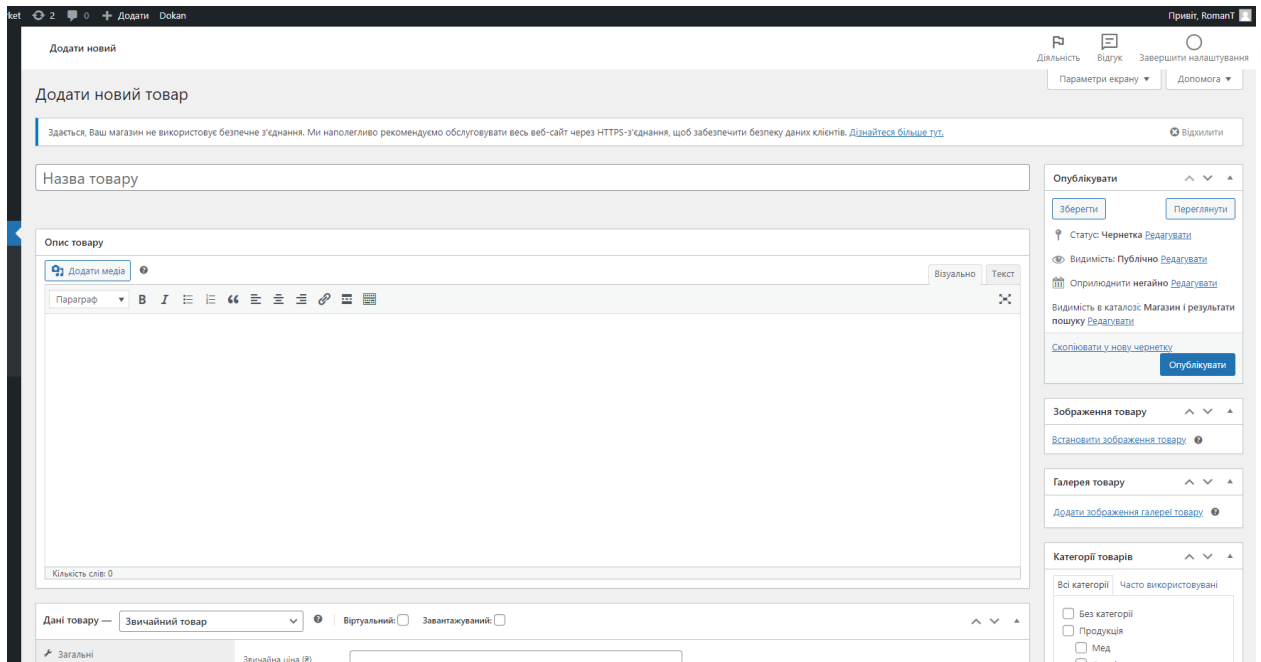 rket 2 0 Додати Dokan Привіт, RomanT
Додати новий
Діяльність Відгук Завершити налаштування
Параметри екрану Допомога
Додати новий товар
Здається, Ваш магазин не використовує безпечне з'єднання. Ми наполегливо рекомендуємо обслуговувати весь веб-сайт через HTTPS-з'єднання, щоб забезпечити безпеку даних клієнтів. Дізнайтеся більше тут. Відхилити
Назва товару
Опис товару
Додати медіа
Візуально Текст
Параграф B I
Кількість слів: 0
Дані товару — Звичайний товар Віртуальний: Завантажуваний:
Загальні
Звичайна ціна (₴)
Опублікувати
Зберегти Переглянути
Статус: Чернетка Редагувати
Видимість: Публічно Редагувати
Оприлюднити негайно Редагувати
Видимість в каталозі: Магазин і результати
пошуку Редагувати
Скопіювати у нову чернетку
Опублікувати
Зображення товару
Встановити зображення товару
Галерея товару
Додати зображення галереї товару
Категорії товарів
Всі категорії Часто використовувані
Без категорії
Продукція
Мед